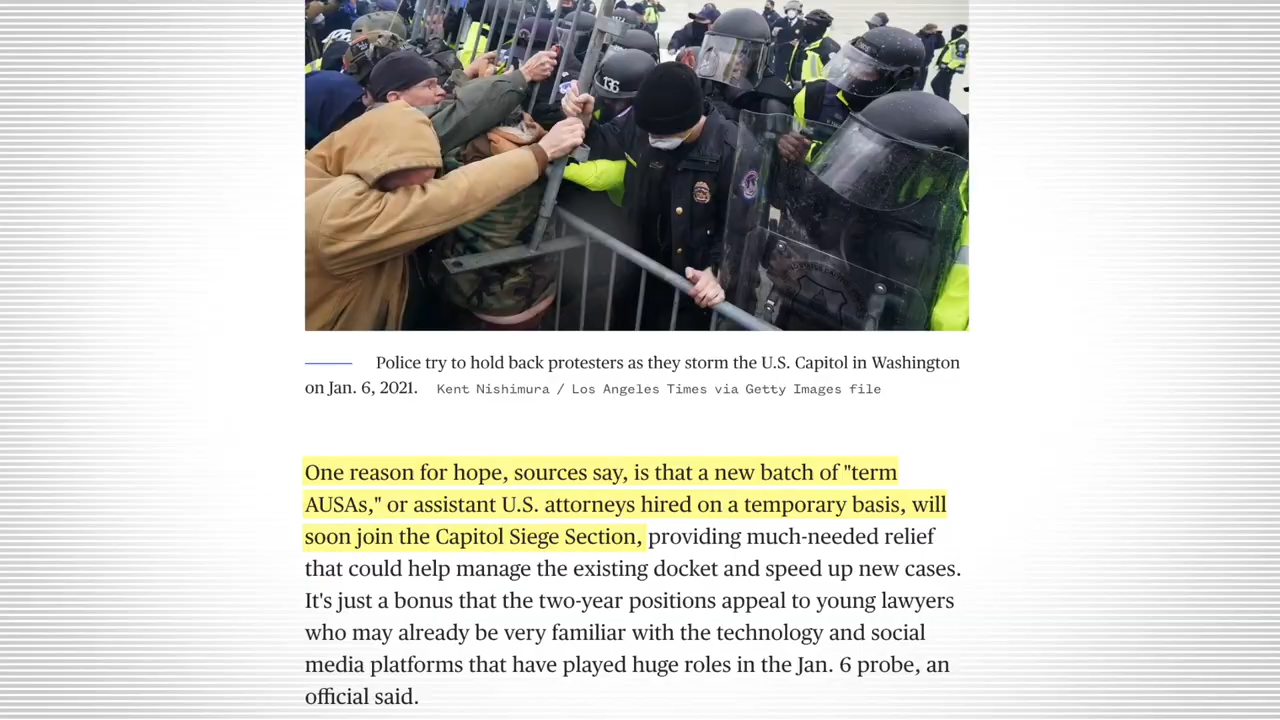 136
Police try to hold back protesters as they storm the U.S. Capitol in Washington
on Jan. 6, 2021. Kent Nishimura / Los Angeles Times via Getty Images file
One reason for hope, sources say, is that a new batch of "term
AUSAs," or assistant U.S. attorneys hired on a temporary basis, will
soon join the Capitol Siege Section, providing much-needed relief
that could help manage the existing docket and speed up new cases.
It's just a bonus that the two-year positions appeal to young lawyers
who may already be very familiar with the technology and social
media platforms that have played huge roles in the Jan. 6 probe, an
official said.